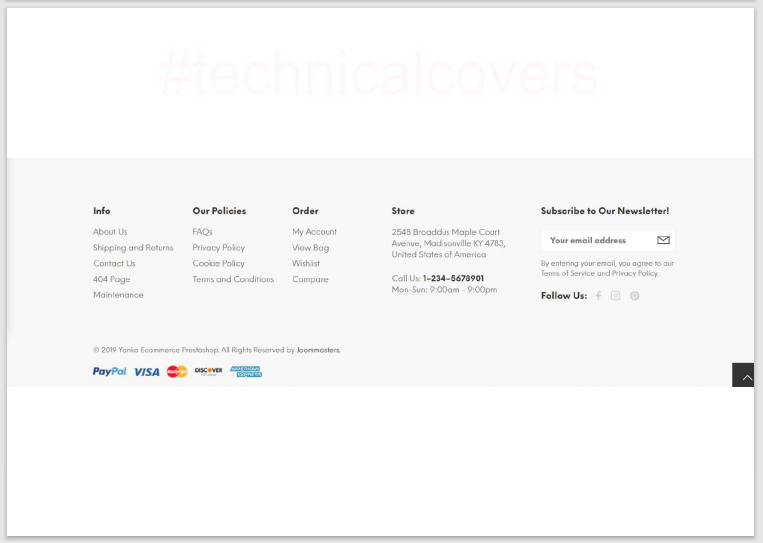 #technicalcovers
Info
About Us
Shipping and Returns
Contact Us
404 Page
Maintenance
Our Policies
FAQs
Privacy Policy
Cookie Policy
Terms and Conditions
Order
My Account
View Bag
Wishlist
Compare
Store
2548 Broaddus Maple Court
Avenue, Madisonville KY 4783,
United States of America
Call Us: 1-234-5678901
Mon-Sun: 9:00am - 9:00pm
Subscribe to Our Newsletter!
Your email address
By entering your email, you agree to our
Terms of Service and Privacy Policy.
Follow Us:
© 2019 Yanka Ecommerce Prestashop. All Rights Reserved by Joommasters.
PayPal VISA MasterCard DISCOVER AMERICAN EXPRESS